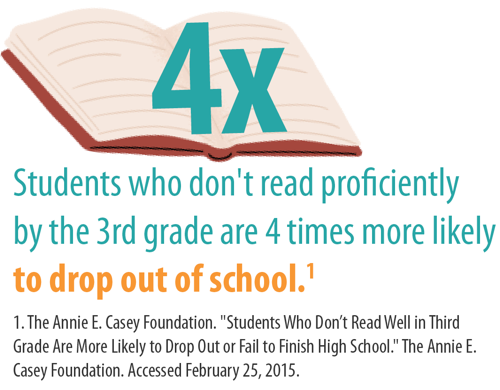 4x
Students who don't read proficiently
by the 3rd grade are 4 times more likely
to drop out of school.¹
1. The Annie E. Casey Foundation. "Students Who Don’t Read Well in Third
Grade Are More Likely to Drop Out or Fail to Finish High School." The Annie E.
Casey Foundation. Accessed February 25, 2015.